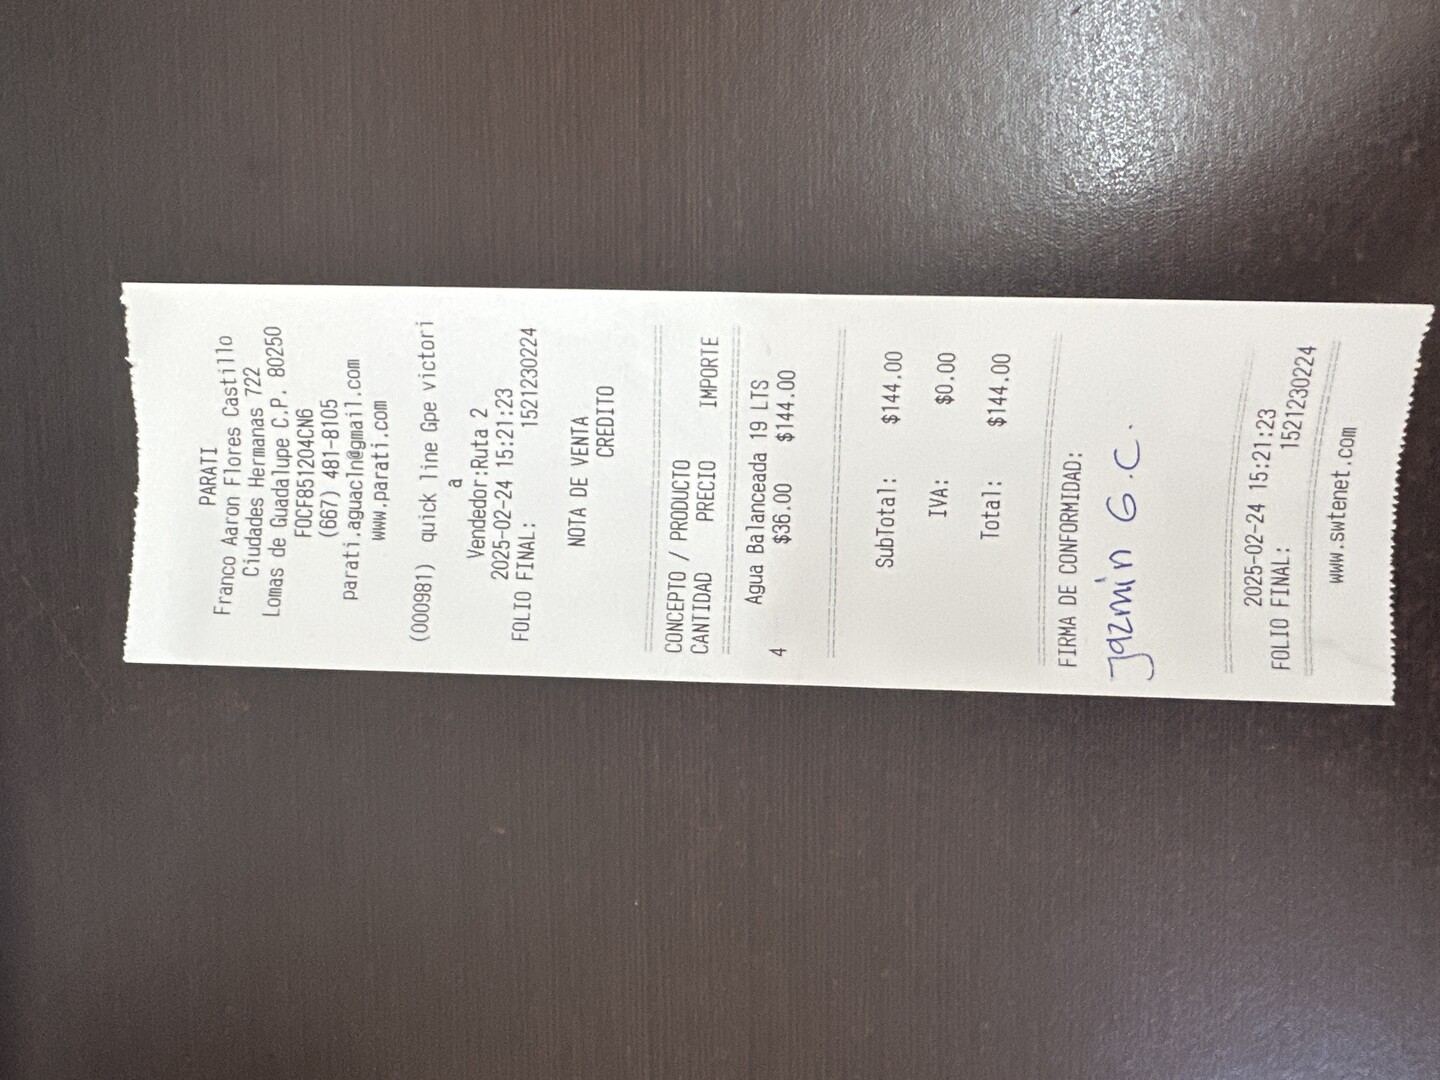 PARATI
Franco Aaron Flores Castillo
Ciudades Hermanas 722
Lomas de Guadalupe C.P. 80250
FOCF851204CN6
(667) 481-8105
parati.aguacln@gmail.com
www.parati.com
(000981) quick line Gpe victori
a
Vendedor:Ruta 2
2025-02-24 15:21:23
FOLIO FINAL: 1521230224
NOTA DE VENTA
CREDITO
CONCEPTO / PRODUCTO
CANTIDAD PRECIO IMPORTE
Agua Balanceada 19 LTS
4 $36.00 $144.00
SubTotal: $144.00
IVA: $0.00
Total: $144.00
FIRMA DE CONFORMIDAD:
Jazmin G.C.
2025-02-24 15:21:23
FOLIO FINAL: 1521230224
www.swtenet.com